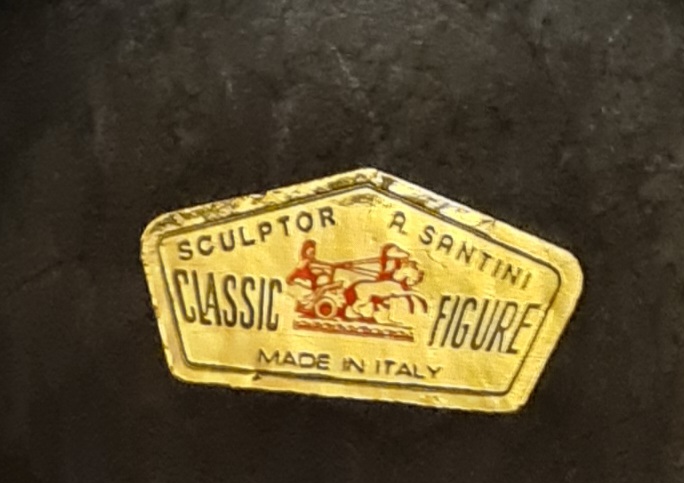 SCULPTOR A. SANTINI
CLASSIC FIGURE
MADE IN ITALY